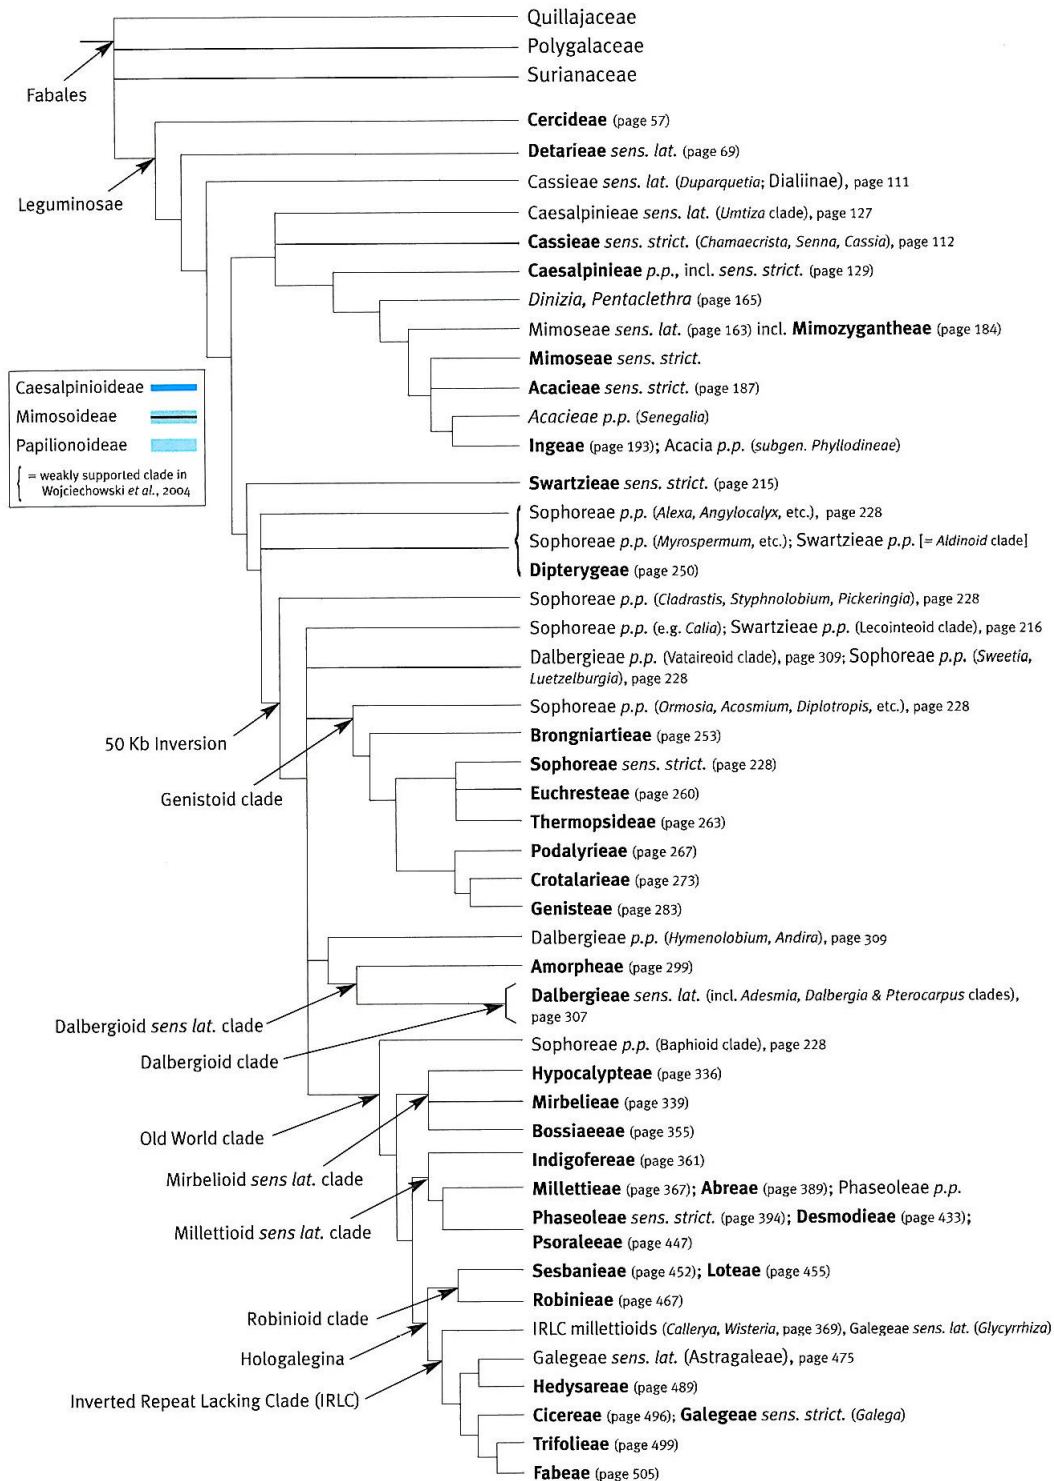 Quillajaceae
Polygalaceae
Surianaceae
Fabales
Cercideae (page 57)
Detarieae sens. lat. (page 69)
Cassieae sens. lat. (Duparquetia; Dialiinae), page 111
Leguminosae
Caesalpinieae sens. lat. (Umtiza clade), page 127
Cassieae sens. strict. (Chamaecrista, Senna, Cassia), page 112
Caesalpinieae p.p., incl. sens. strict. (page 129)
Dinizia, Pentaclethra (page 165)
Mimoseae sens. lat. (page 163) incl. Mimozygantheae (page 184)
Mimoseae sens. strict.
Acacieae sens. strict. (page 187)
Acacieae p.p. (Senegalia)
Ingeae (page 193); Acacia p.p. (subgen. Phyllodineae)
Caesalpinioideae
Mimosoideae
Papilionoideae
{ = weakly supported clade in
Wojciechowski et al., 2004
Swartzieae sens. strict. (page 215)
Sophoreae p.p. (Alexa, Angylocalyx, etc.), page 228
Sophoreae p.p. (Myrospermum, etc.); Swartzieae p.p. [= Aldinoid clade]
Dipterygeae (page 250)
Sophoreae p.p. (Cladrastis, Styphnolobium, Pickeringia), page 228
Sophoreae p.p. (e.g. Calia); Swartzieae p.p. (Lecointeoid clade), page 216
Dalbergieae p.p. (Vataireoid clade), page 309; Sophoreae p.p. (Sweetia,
Luetzelburgia), page 228
Sophoreae p.p. (Ormosia, Acosmium, Diplotropis, etc.), page 228
50 Kb Inversion
Brongniartieae (page 253)
Sophoreae sens. strict. (page 228)
Genistoid clade
Euchresteae (page 260)
Thermopsideae (page 263)
Podalyrieae (page 267)
Crotalarieae (page 273)
Genisteae (page 283)
Dalbergieae p.p. (Hymenolobium, Andira), page 309
Amorpheae (page 299)
Dalbergieae sens. lat. (incl. Adesmia, Dalbergia & Pterocarpus clades),
page 307
Dalbergioid sens lat. clade
Dalbergioid clade
Sophoreae p.p. (Baphioid clade), page 228
Hypocalypteae (page 336)
Mirbelieae (page 339)
Bossiaeeae (page 355)
Old World clade
Indigofereae (page 361)
Mirbelioid sens lat. clade
Millettieae (page 367); Abreae (page 389); Phaseoleae p.p.
Phaseoleae sens. strict. (page 394); Desmodieae (page 433);
Psoraleeae (page 447)
Millettioid sens lat. clade
Sesbanieae (page 452); Loteae (page 455)
Robinieae (page 467)
Robinioid clade
IRLC millettioids (Callerya, Wisteria, page 369), Galegeae sens. lat. (Glycyrrhiza)
Hologalegina
Galegeae sens. lat. (Astragaleae), page 475
Hedysareae (page 489)
Inverted Repeat Lacking Clade (IRLC)
Cicereae (page 496); Galegeae sens. strict. (Galega)
Trifolieae (page 499)
Fabeae (page 505)